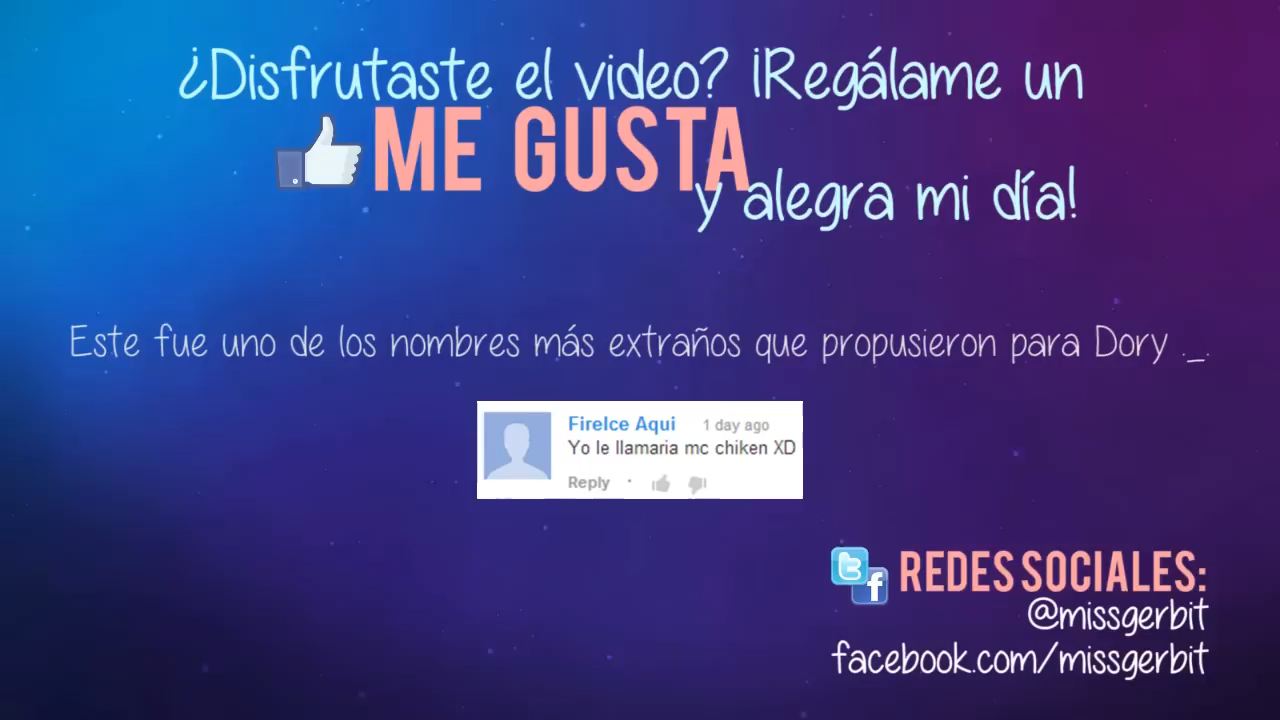 ¿Disfrutaste el video? ¡Regálame un
ME GUSTA
y alegra mi día!
Este fue uno de los nombres más extraños que propusieron para Dory ._.
FireIce Aqui 1 day ago
Yo le llamaria mc chiken XD
Reply ·
REDES SOCIALES:
@missgerbit
facebook.com/missgerbit